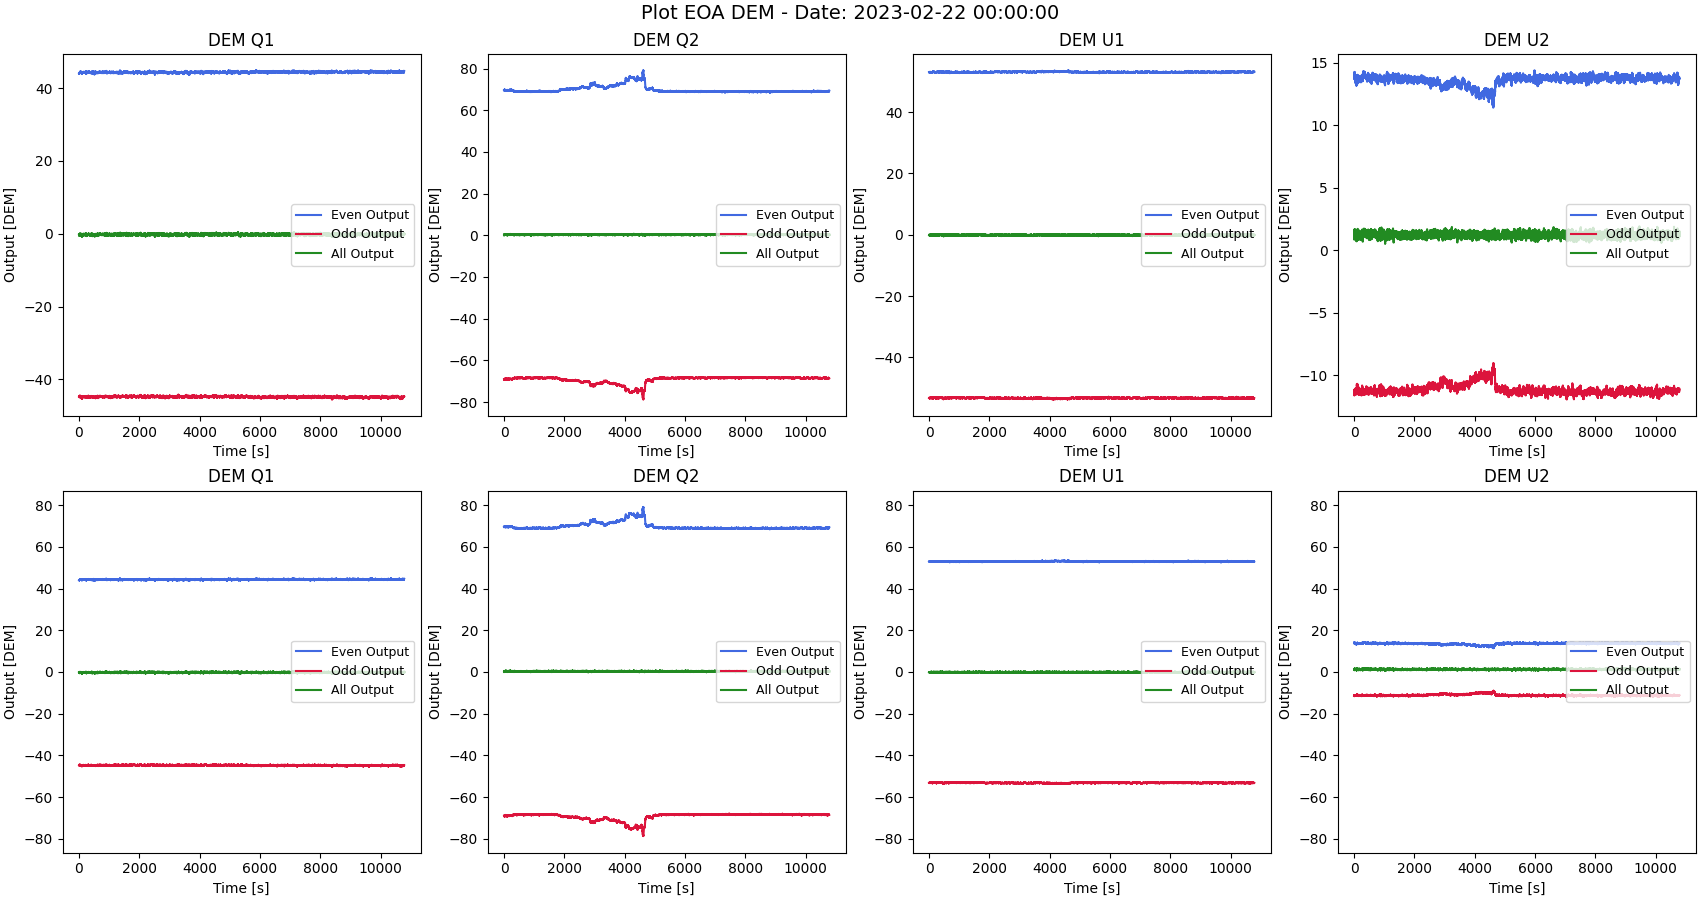 Plot EOA DEM - Date: 2023-02-22 00:00:00
DEM Q1
Output [DEM]
40
20
0
−20
−40
Even Output
Odd Output
All Output
0 2000 4000 6000 8000 10000
Time [s]
DEM Q2
Output [DEM]
80
60
40
20
0
−20
−40
−60
−80
Even Output
Odd Output
All Output
0 2000 4000 6000 8000 10000
Time [s]
DEM U1
Output [DEM]
40
20
0
−20
−40
Even Output
Odd Output
All Output
0 2000 4000 6000 8000 10000
Time [s]
DEM U2
Output [DEM]
15
10
5
0
−5
−10
Even Output
Odd Output
All Output
0 2000 4000 6000 8000 10000
Time [s]
DEM Q1
Output [DEM]
80
60
40
20
0
−20
−40
−60
−80
Even Output
Odd Output
All Output
0 2000 4000 6000 8000 10000
Time [s]
DEM Q2
Output [DEM]
80
60
40
20
0
−20
−40
−60
−80
Even Output
Odd Output
All Output
0 2000 4000 6000 8000 10000
Time [s]
DEM U1
Output [DEM]
80
60
40
20
0
−20
−40
−60
−80
Even Output
Odd Output
All Output
0 2000 4000 6000 8000 10000
Time [s]
DEM U2
Output [DEM]
80
60
40
20
0
−20
−40
−60
−80
Even Output
Odd Output
All Output
0 2000 4000 6000 8000 10000
Time [s]